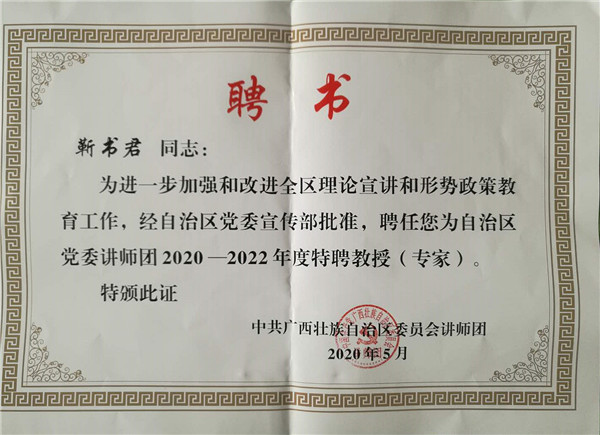 聘书
靳书君 同志：
为进一步加强和改进全区理论宣讲和形势政策教
育工作，经自治区党委宣传部批准，聘任您为自治区
党委讲师团2020—2022年度特聘教授（专家）。
特颁此证
中共广西壮族自治区委员会讲师团
2020年5月